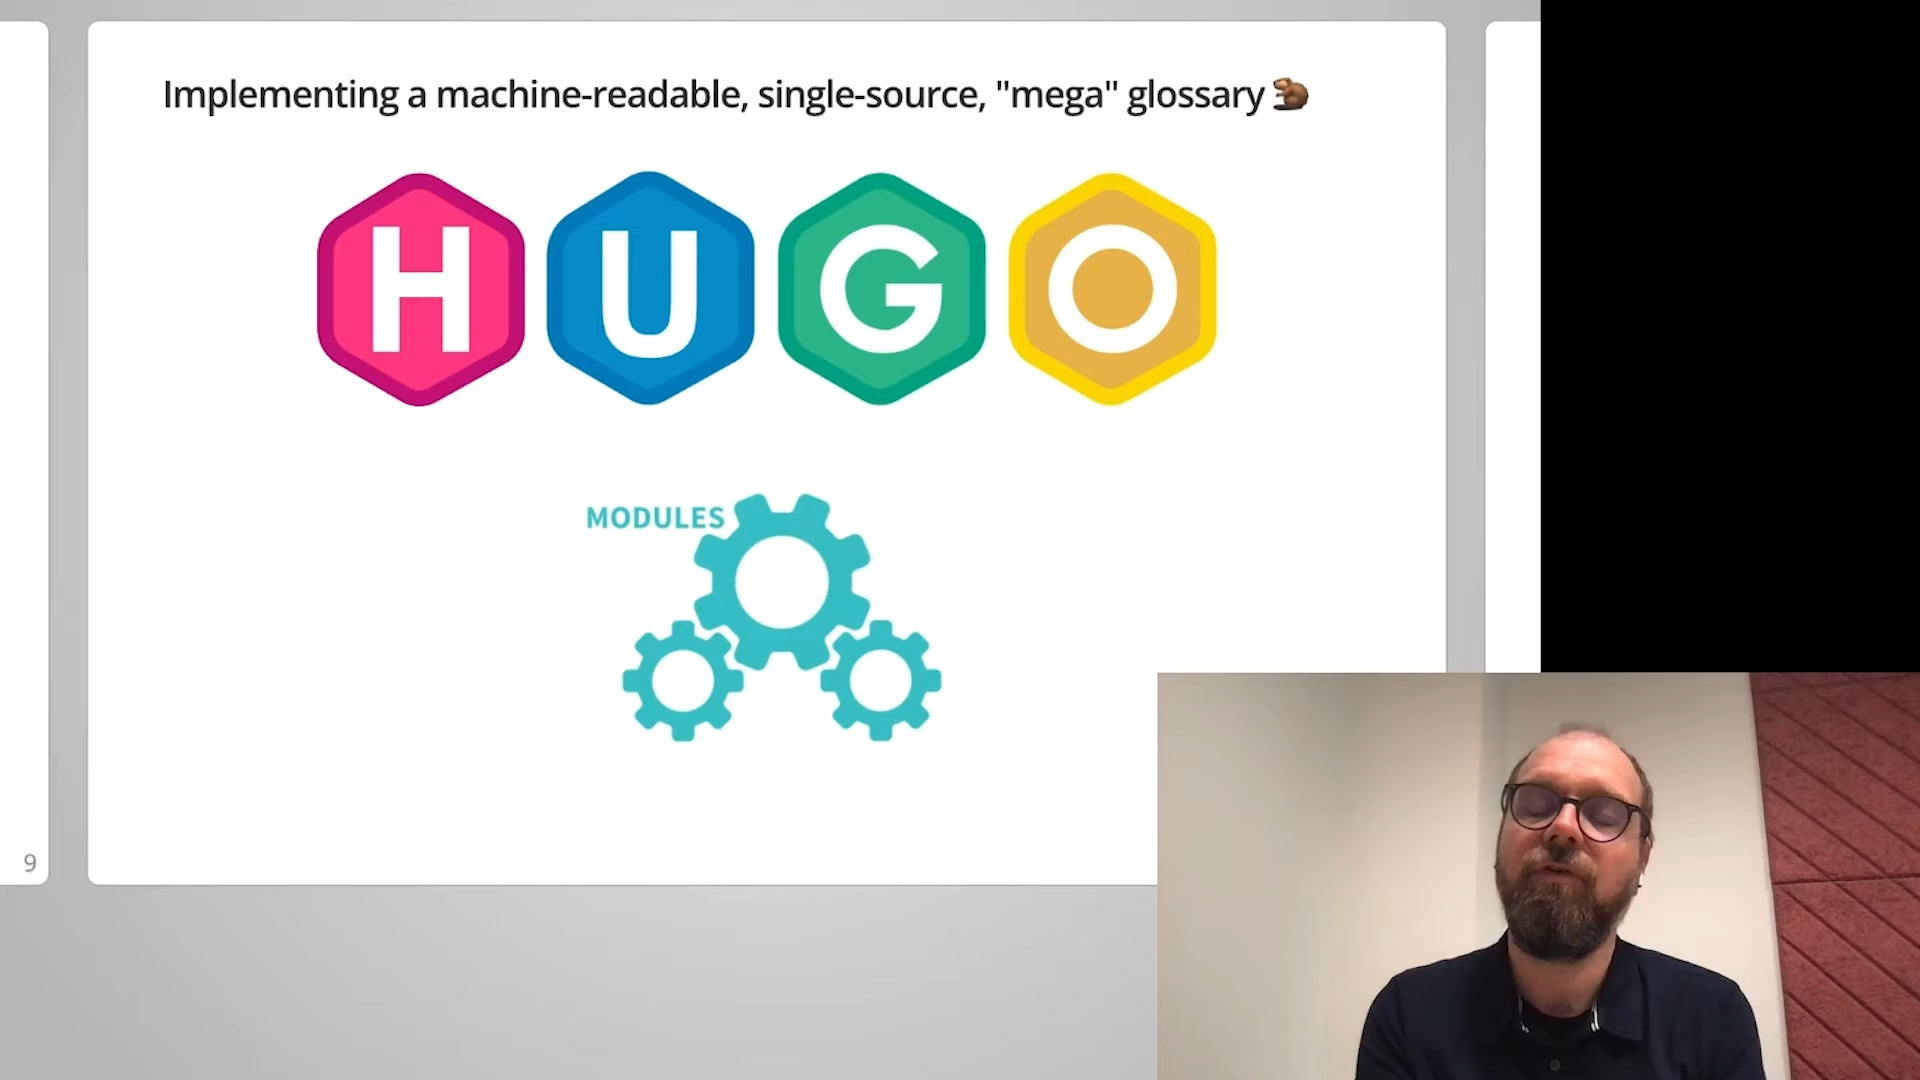 Implementing a machine-readable, single-source, "mega" glossary 🦫
HUGO
MODULES
9